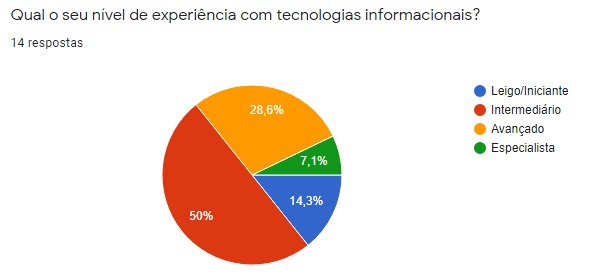 Qual o seu nível de experiência com tecnologias informacionais?
14 respostas
Leigo/Iniciante
Intermediário
Avançado
Especialista
28,6%
7,1%
14,3%
50%